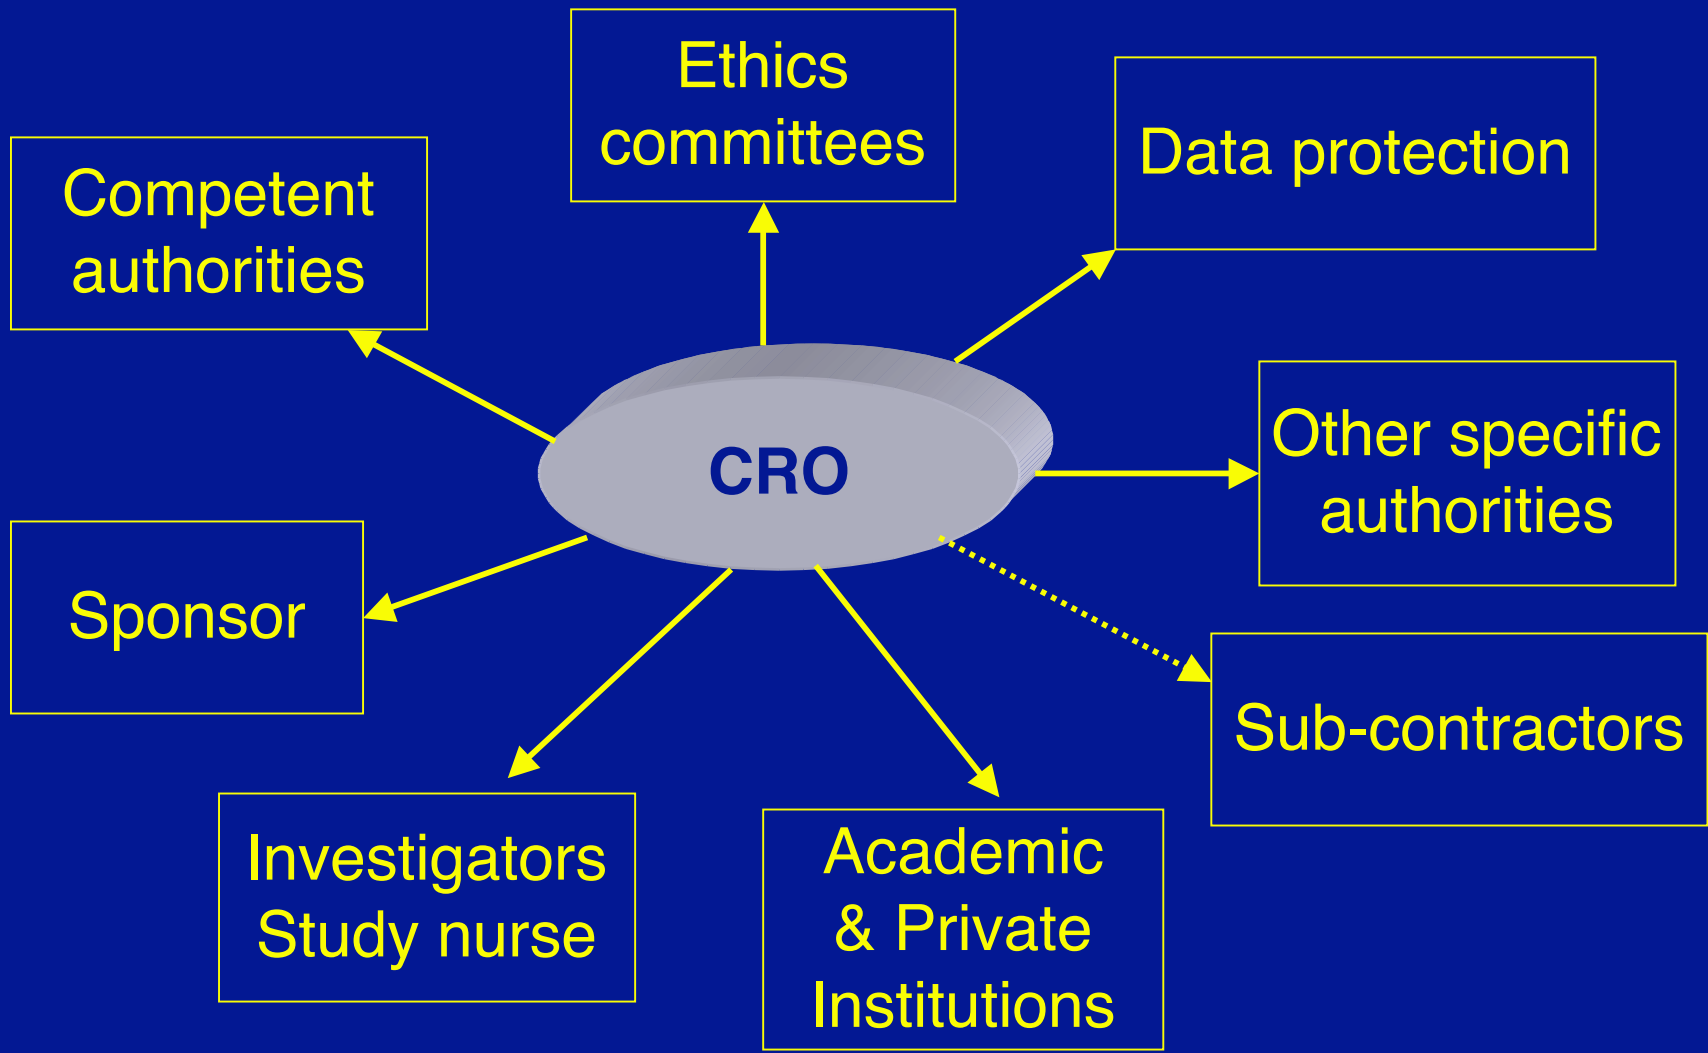 Ethics
committees
Data protection
Competent
authorities
CRO
Other specific
authorities
Sponsor
Sub-contractors
Investigators
Study nurse
Academic
& Private
Institutions